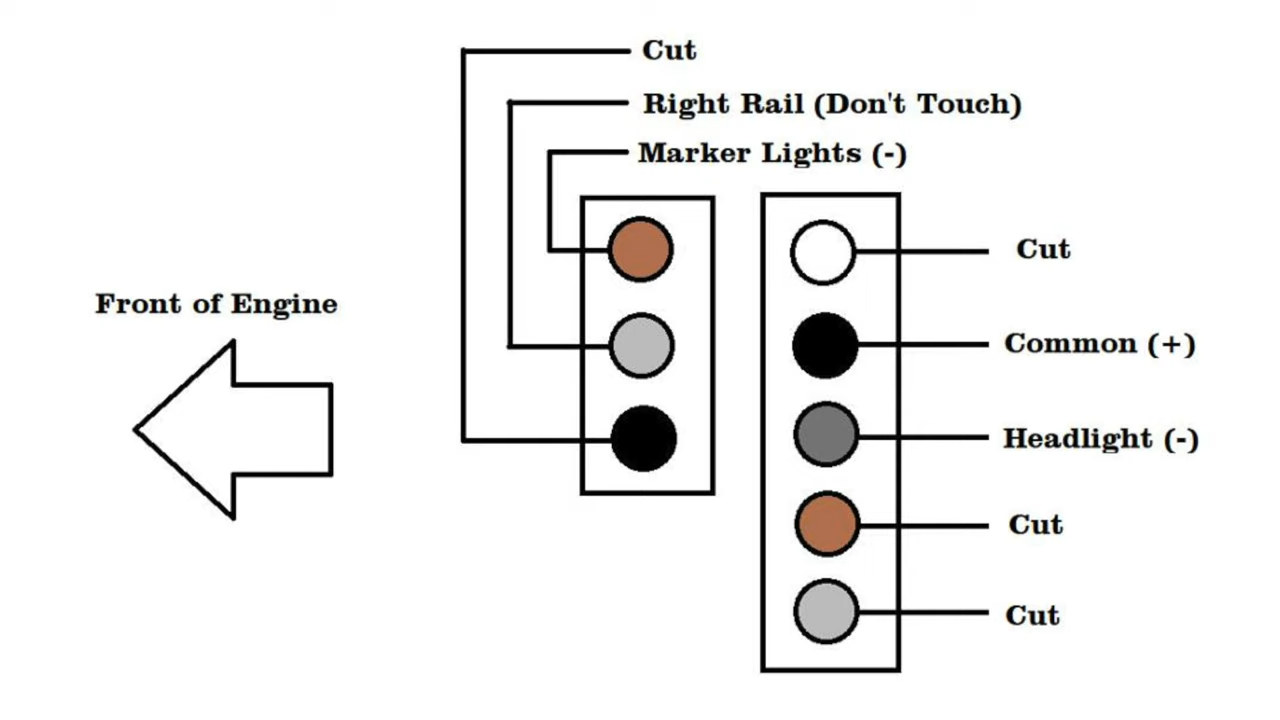 Cut
Right Rail (Don't Touch)
Marker Lights (-)
Cut
Front of Engine
Common (+)
Headlight (-)
Cut
Cut